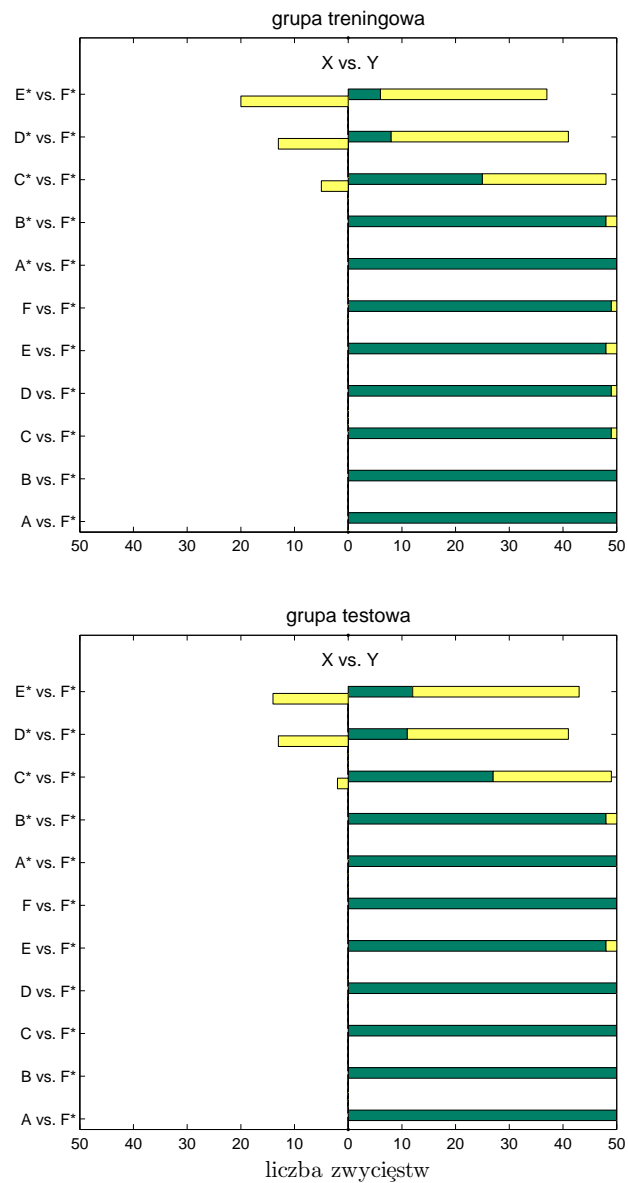 grupa treningowa
X vs. Y
E* vs. F*
D* vs. F*
C* vs. F*
B* vs. F*
A* vs. F*
F vs. F*
E vs. F*
D vs. F*
C vs. F*
B vs. F*
A vs. F*
50 40 30 20 10 0 10 20 30 40 50
grupa testowa
X vs. Y
E* vs. F*
D* vs. F*
C* vs. F*
B* vs. F*
A* vs. F*
F vs. F*
E vs. F*
D vs. F*
C vs. F*
B vs. F*
A vs. F*
50 40 30 20 10 0 10 20 30 40 50
liczba zwycięstw